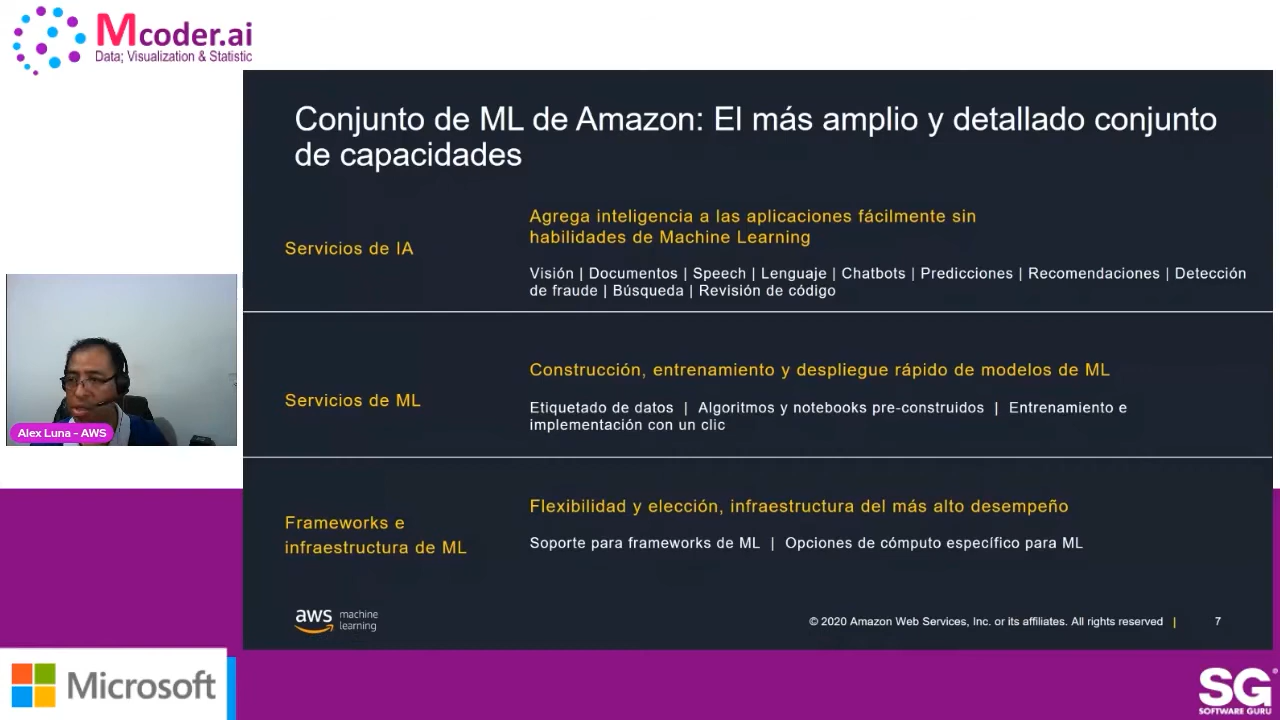 Mcoder.ai
Data; Visualization & Statistic
Conjunto de ML de Amazon: El más amplio y detallado conjunto
de capacidades
Servicios de IA
Agrega inteligencia a las aplicaciones fácilmente sin
habilidades de Machine Learning
Visión | Documentos | Speech | Lenguaje | Chatbots | Predicciones | Recomendaciones | Detección
de fraude | Búsqueda | Revisión de código
Servicios de ML
Construcción, entrenamiento y despliegue rápido de modelos de ML
Etiquetado de datos | Algoritmos y notebooks pre-construidos | Entrenamiento e
implementación con un clic
Frameworks e
infraestructura de ML
Flexibilidad y elección, infraestructura del más alto desempeño
Soporte para frameworks de ML | Opciones de cómputo específico para ML
aws machine
learning
© 2020 Amazon Web Services, Inc. or its affiliates. All rights reserved | 7
Alex Luna - AWS
Microsoft
SG®
SOFTWARE GURU